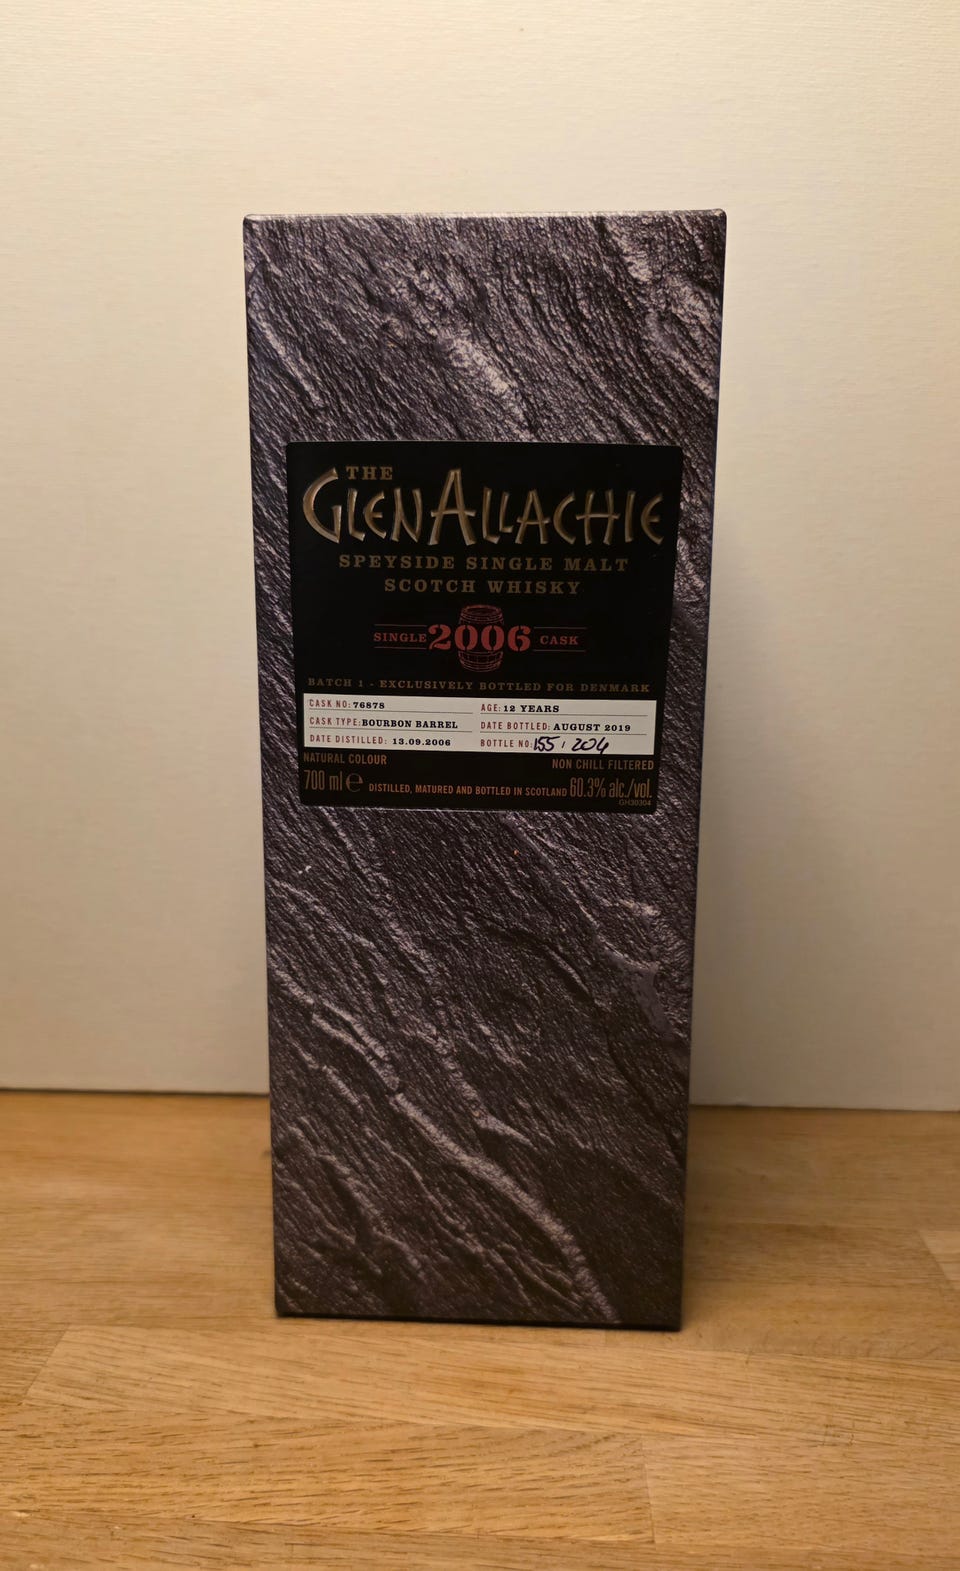 THE
GLENALLACHIE
SPEYSIDE SINGLE MALT
SCOTCH WHISKY
SINGLE 2006 CASK
BATCH 1 - EXCLUSIVELY BOTTLED FOR DENMARK
CASK NO: 76878 AGE: 12 YEARS
CASK TYPE: BOURBON BARREL DATE BOTTLED: AUGUST 2019
DATE DISTILLED: 13.09.2006 BOTTLE NO: 155 / 204
NATURAL COLOUR NON CHILL FILTERED
700 ml e DISTILLED, MATURED AND BOTTLED IN SCOTLAND 60.3% alc./vol.
GH30304